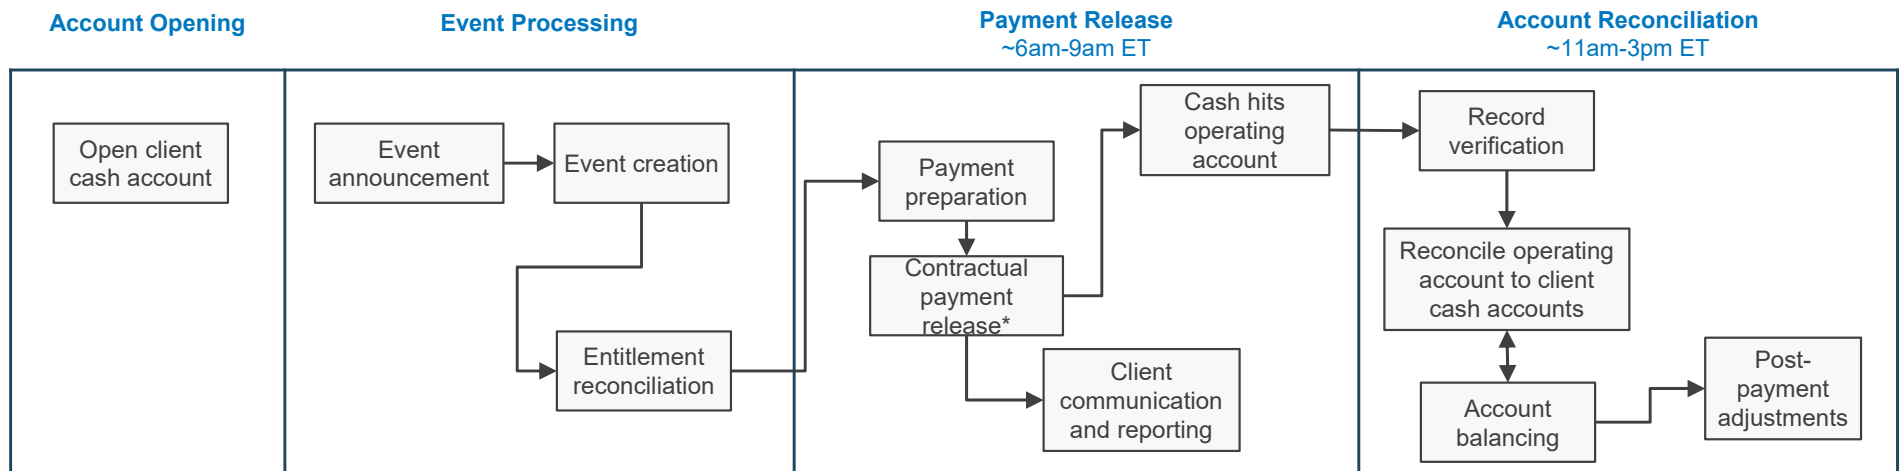 Account Opening
Event Processing
Payment Release
~6am-9am ET
Account Reconciliation
~11am-3pm ET
Open client
cash account
Event
announcement
Event creation
Entitlement
reconciliation
Payment
preparation
Contractual
payment
release*
Cash hits
operating
account
Client
communication
and reporting
Record
verification
Reconcile operating
account to client
cash accounts
Account
balancing
Post-
payment
adjustments